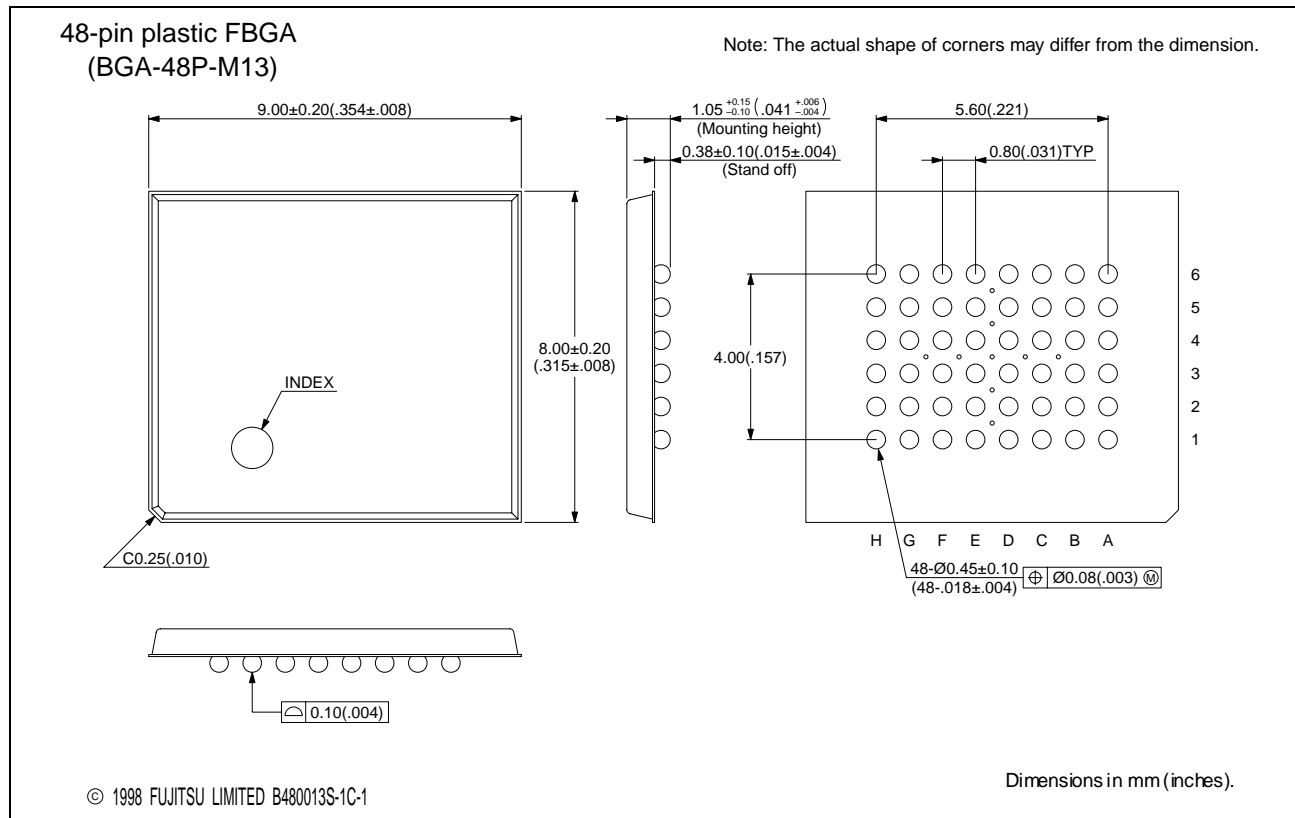 48-pin plastic FBGA
(BGA-48P-M13)
Note: The actual shape of corners may differ from the dimension.
9.00±0.20(.354±.008)
1.05 +0.15 –0.10 (.041 +.006 –.004)
(Mounting height)
0.38±0.10(.015±.004)
(Stand off)
5.60(.221)
0.80(.031)TYP
8.00±0.20
(.315±.008)
INDEX
C0.25(.010)
4.00(.157)
6
5
4
3
2
1
H G F E D C B A
48-Ø0.45±0.10
(48-.018±.004)
Ø0.08(.003) Ⓜ
0.10(.004)
© 1998 FUJITSU LIMITED B480013S-1C-1
Dimensions in mm (inches).